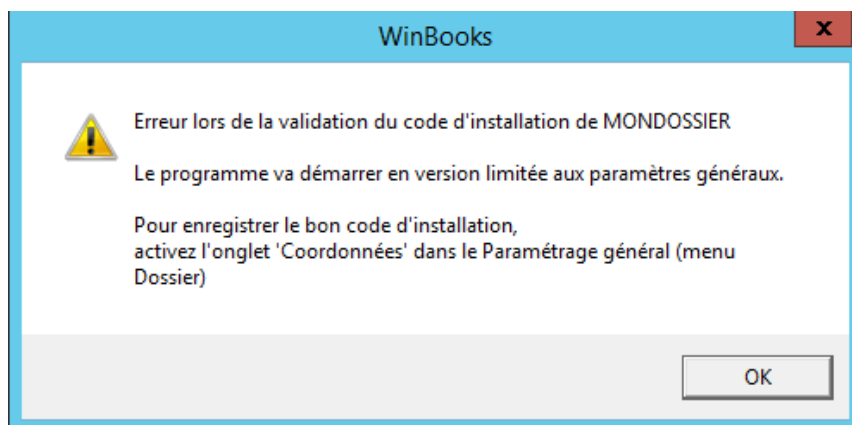 WinBooks
x
Erreur lors de la validation du code d'installation de MONDOSSIER
Le programme va démarrer en version limitée aux paramètres généraux.
Pour enregistrer le bon code d'installation,
activez l'onglet 'Coordonnées' dans le Paramétrage général (menu
Dossier)
OK